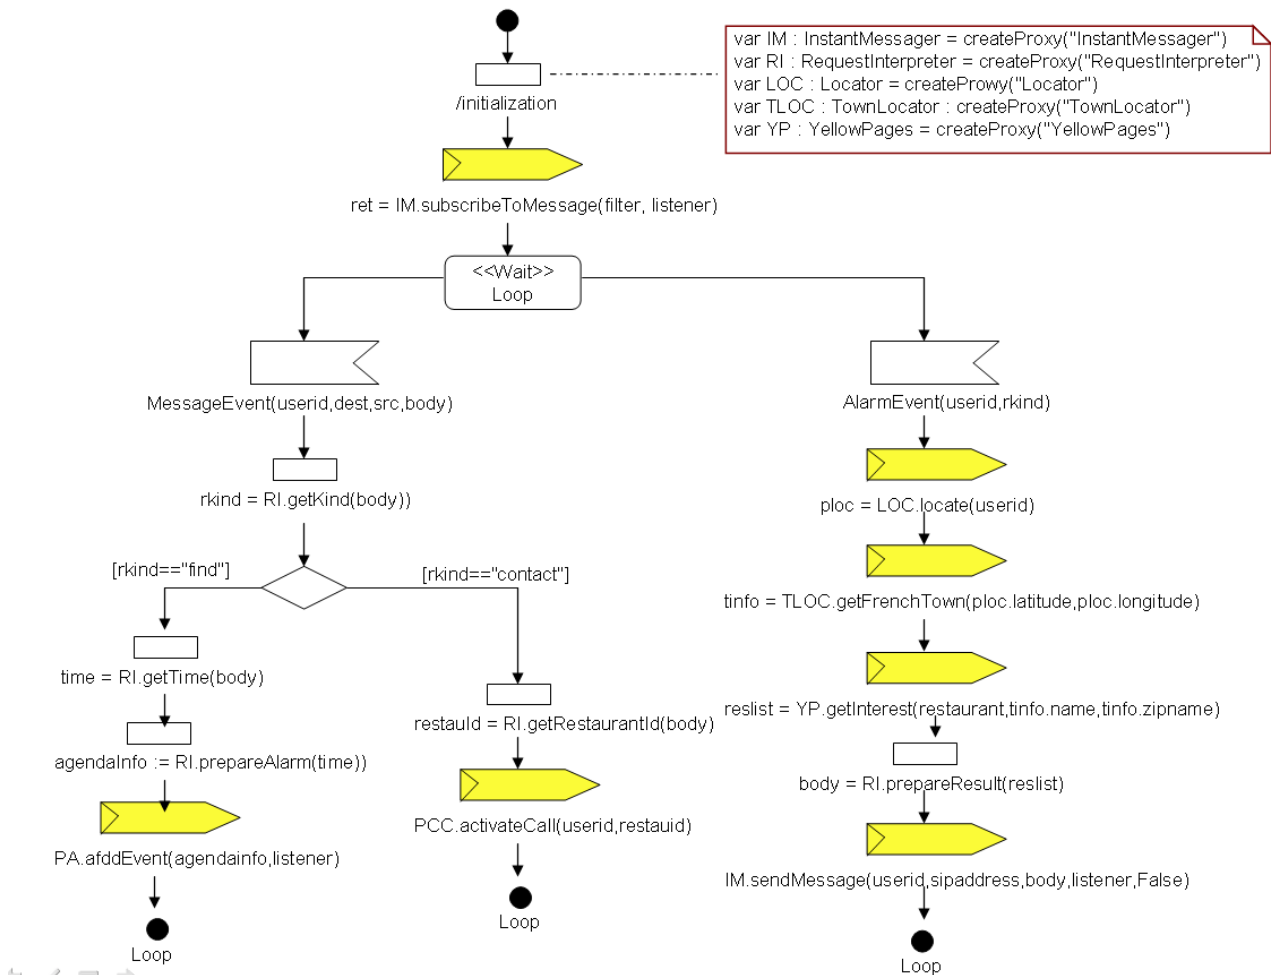 var IM : InstantMessager = createProxy("InstantMessager")
var RI : RequestInterpreter = createProxy("RequestInterpreter")
var LOC : Locator = createProwy("Locator")
var TLOC : TownLocator : createProxy("TownLocator")
var YP : YellowPages = createProxy("YellowPages")
/initialization
ret = IM.subscribeToMessage(filter, listener)
<<Wait>>
Loop
MessageEvent(userid,dest,src,body)
rkind = RI.getKind(body))
[rkind=="find"]
[rkind=="contact"]
time = RI.getTime(body)
agendaInfo := RI.prepareAlarm(time))
PA.afddEvent(agendainfo,listener)
Loop
restauId = RI.getRestaurantId(body)
PCC.activateCall(userid,restauid)
Loop
AlarmEvent(userid,rkind)
ploc = LOC.locate(userid)
tinfo = TLOC.getFrenchTown(ploc.latitude,ploc.longitude)
reslist = YP.getInterest(restaurant,tinfo.name,tinfo.zipname)
body = RI.prepareResult(reslist)
IM.sendMessage(userid,sipaddress,body,listener,False)
Loop